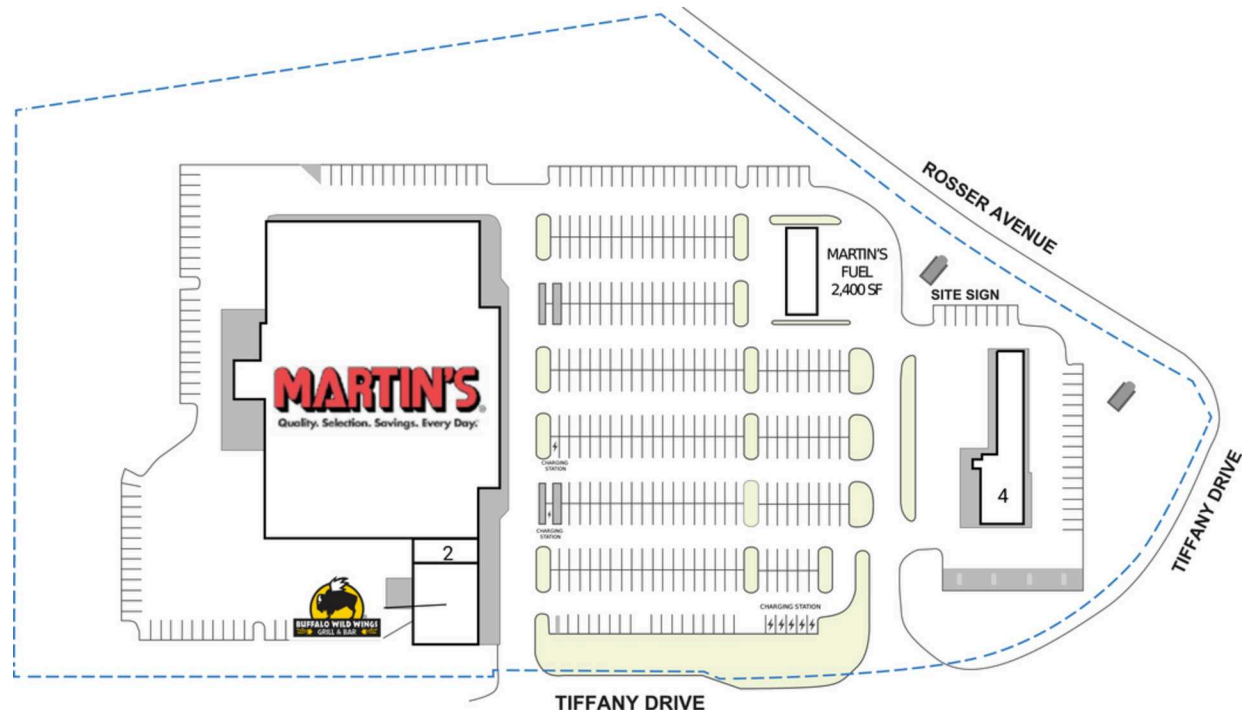 ROSSER AVENUE
MARTIN'S
FUEL
2,400 SF
SITE SIGN
MARTIN'S®
Quality. Selection. Savings. Every Day.
CHARGING
STATION
CHARGING
STATION
4
TIFFANY DRIVE
2
BUFFALO WILD WINGS
GRILL & BAR
CHARGING STATION
TIFFANY DRIVE